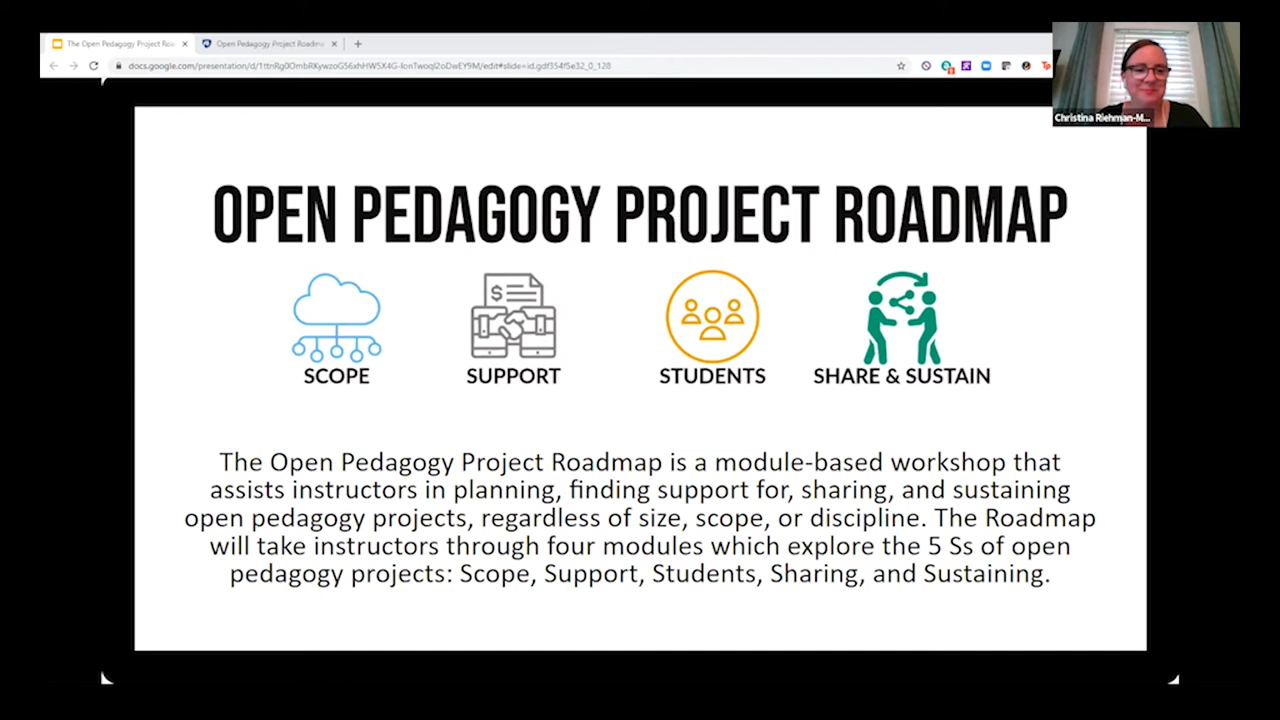 The Open Pedagogy Project Roa
Open Pedagogy Project Roadma
Christina Riehman-M...
OPEN PEDAGOGY PROJECT ROADMAP
SCOPE
SUPPORT
STUDENTS
SHARE & SUSTAIN
The Open Pedagogy Project Roadmap is a module-based workshop that
assists instructors in planning, finding support for, sharing, and sustaining
open pedagogy projects, regardless of size, scope, or discipline. The Roadmap
will take instructors through four modules which explore the 5 Ss of open
pedagogy projects: Scope, Support, Students, Sharing, and Sustaining.